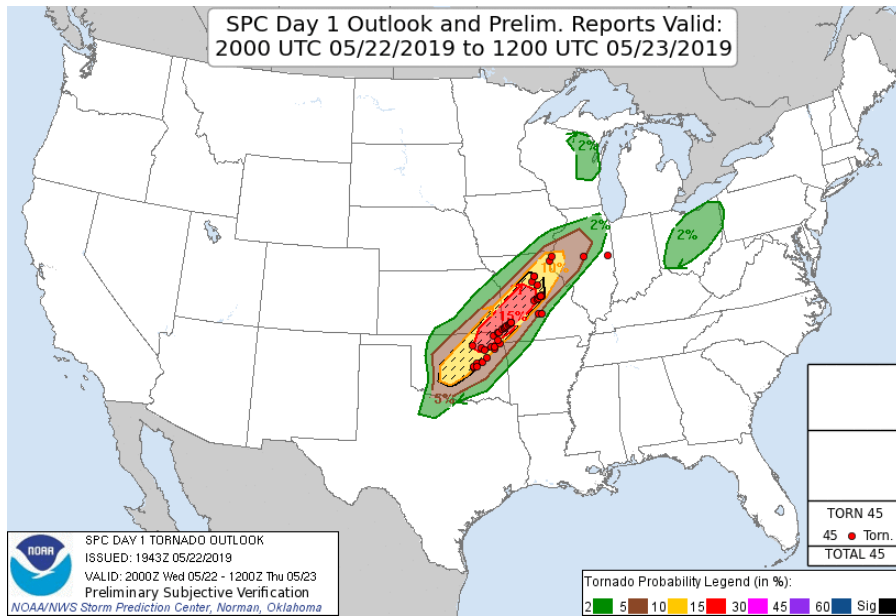 SPC Day 1 Outlook and Prelim. Reports Valid:
2000 UTC 05/22/2019 to 1200 UTC 05/23/2019
2%
2%
2%
10%
15%
5%
TORN 45
45 Torn.
TOTAL 45
NOAA
SPC DAY 1 TORNADO OUTLOOK
ISSUED: 1943Z 05/22/2019
VALID: 2000Z Wed 05/22 - 1200Z Thu 05/23
Preliminary Subjective Verification
NOAA/NWS Storm Prediction Center, Norman, Oklahoma
Tornado Probability Legend (in %):
2 5 10 15 30 45 60 Sig